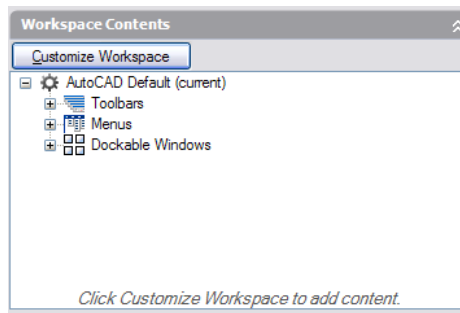 Workspace Contents
Customize Workspace
AutoCAD Default (current)
Toolbars
Menus
Dockable Windows
Click Customize Workspace to add content.